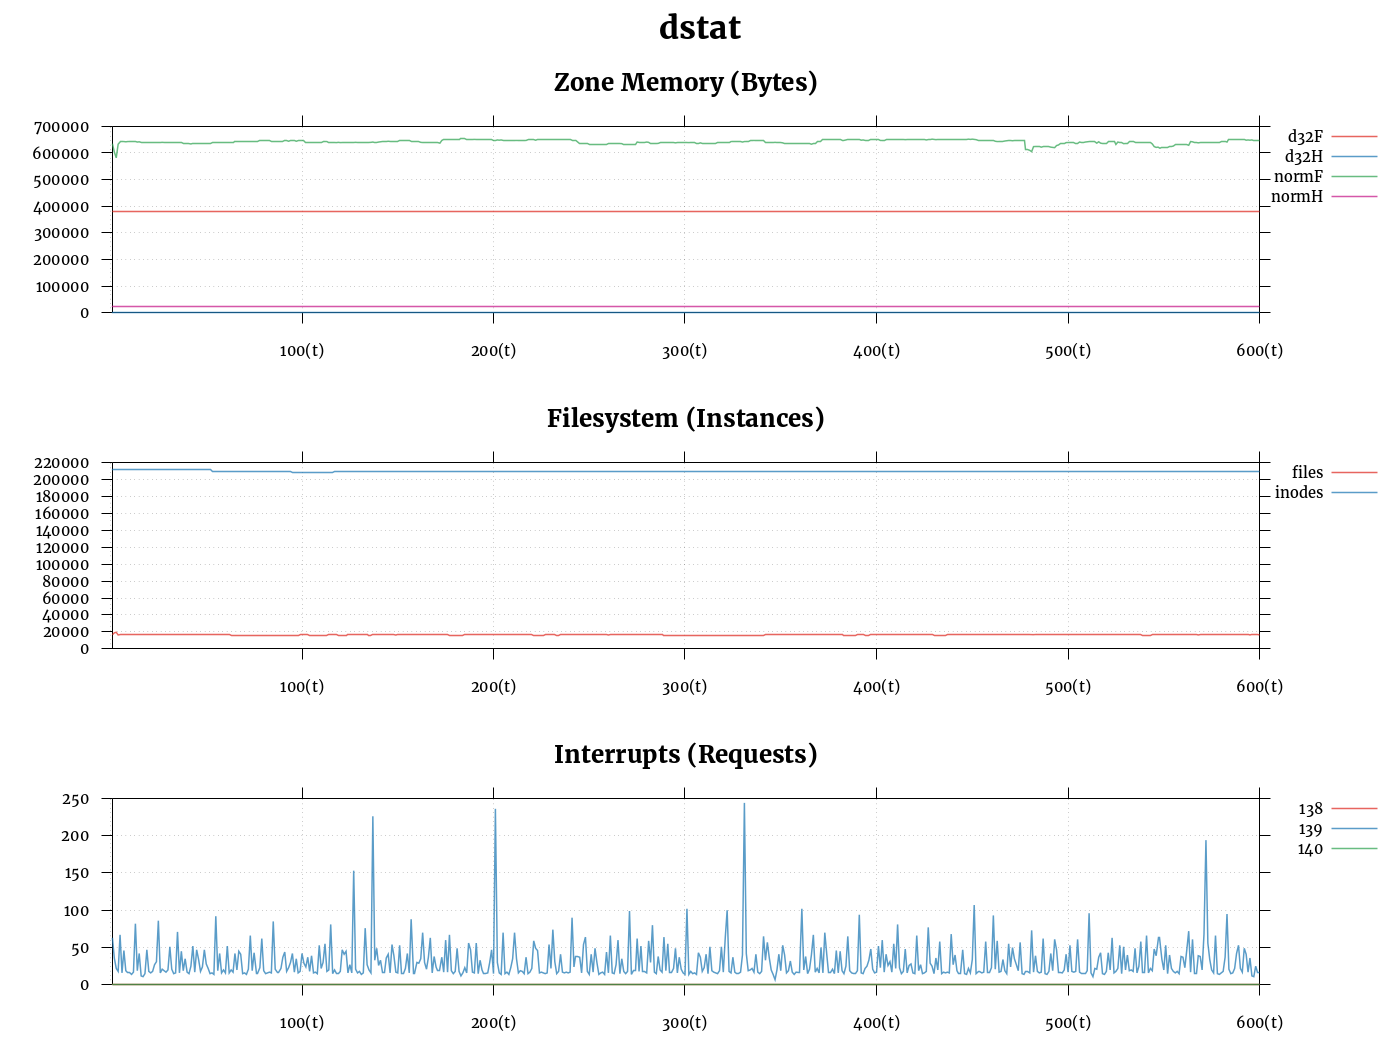 dstat
Zone Memory (Bytes)
700000
600000
500000
400000
300000
200000
100000
0
100(t) 200(t) 300(t) 400(t) 500(t) 600(t)
d32F
d32H
normF
normH
Filesystem (Instances)
220000
200000
180000
160000
140000
120000
100000
80000
60000
40000
20000
0
100(t) 200(t) 300(t) 400(t) 500(t) 600(t)
files
inodes
Interrupts (Requests)
250
200
150
100
50
0
100(t) 200(t) 300(t) 400(t) 500(t) 600(t)
138
139
140